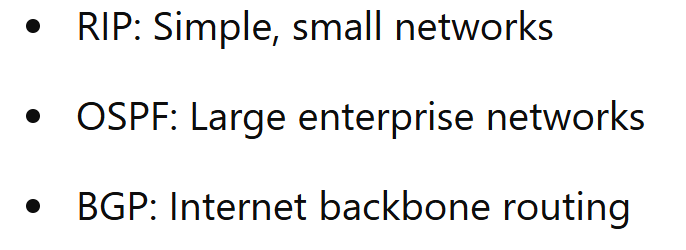 • RIP: Simple, small networks
• OSPF: Large enterprise networks
• BGP: Internet backbone routing